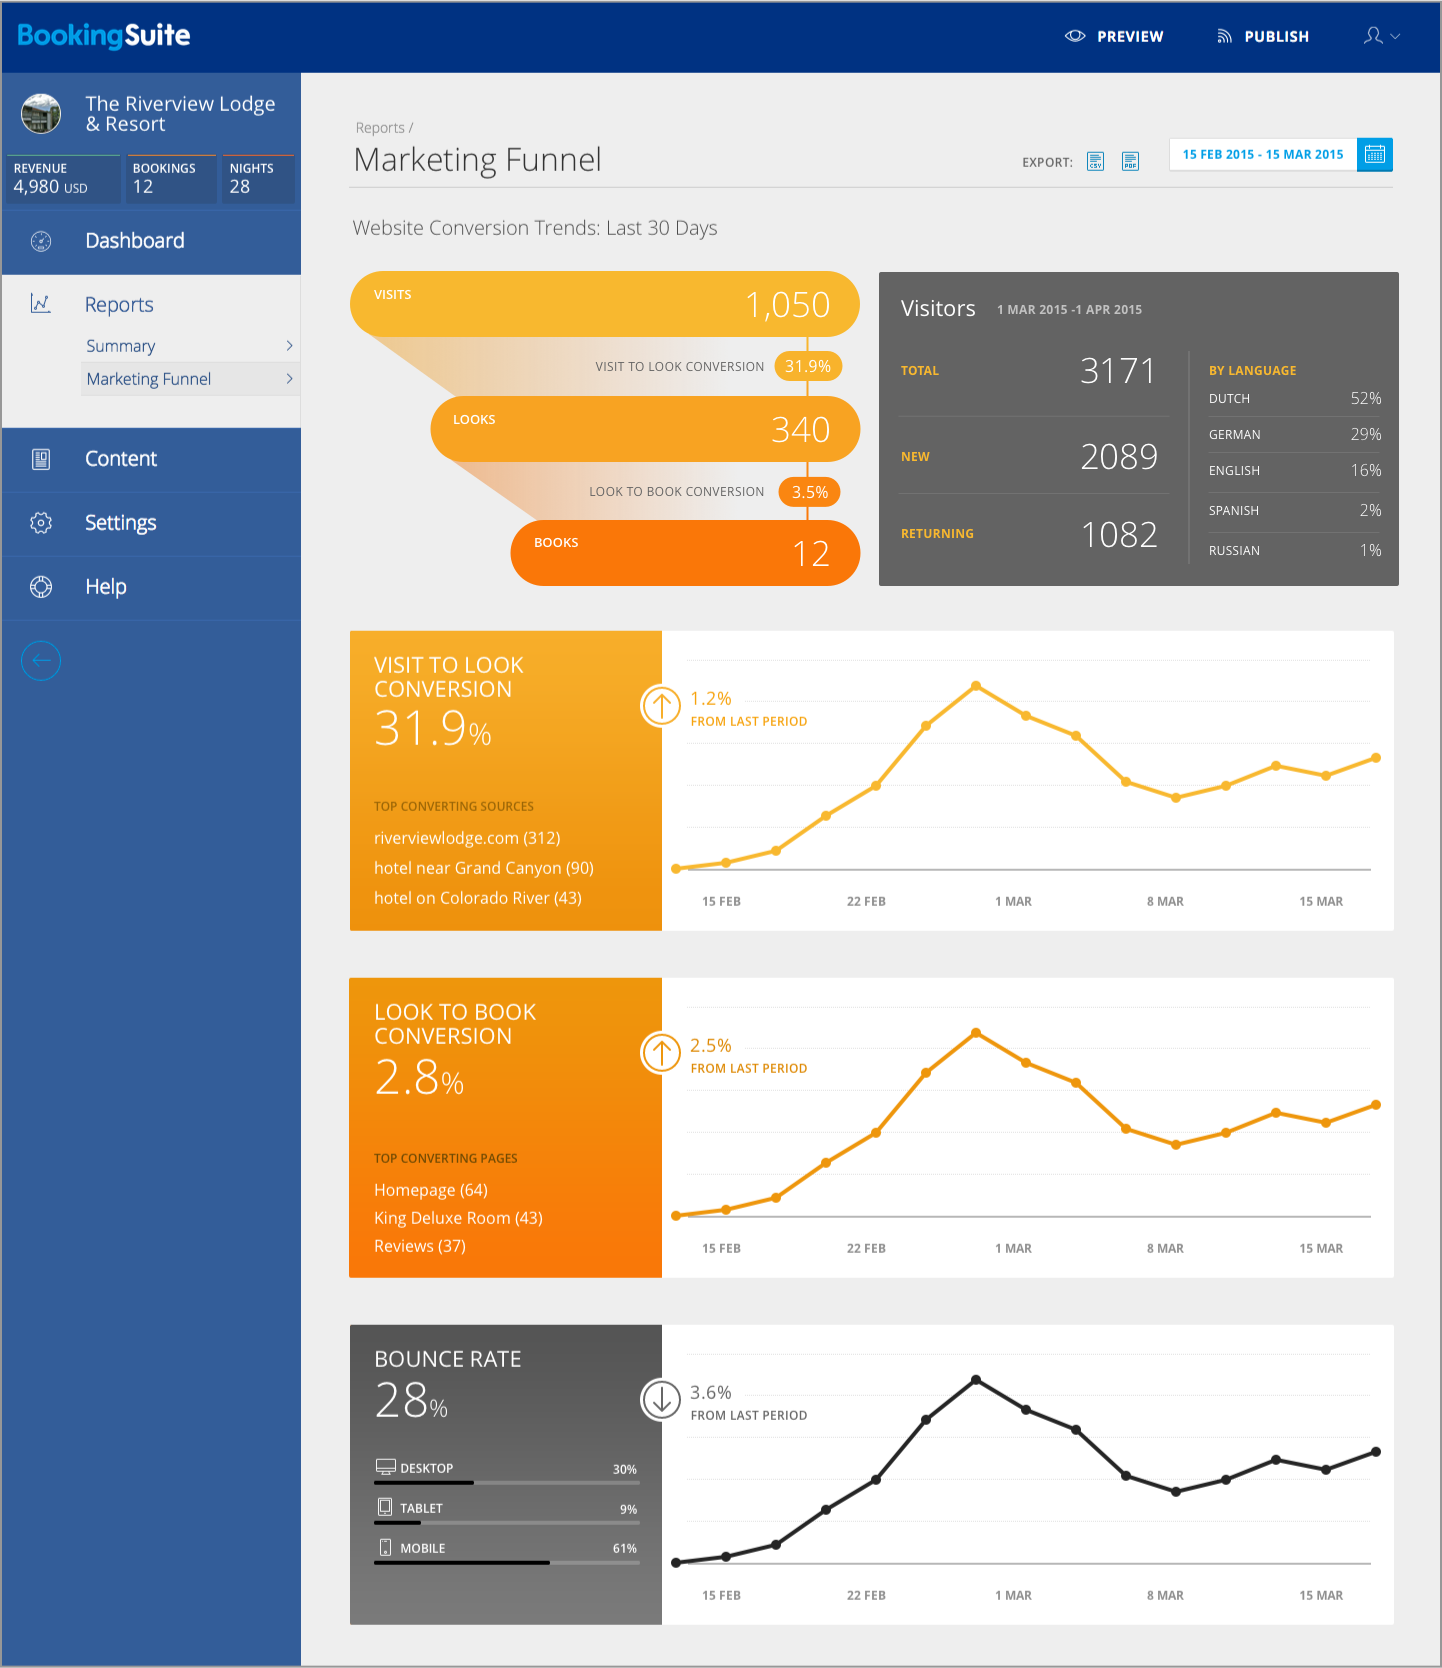 BookingSuite
PREVIEW
PUBLISH
The Riverview Lodge
& Resort
REVENUE
4,980 USD
BOOKINGS
12
NIGHTS
28
Dashboard
Reports
Summary
Marketing Funnel
Content
Settings
Help
Reports /
Marketing Funnel
EXPORT:
CSV
PDF
15 FEB 2015 - 15 MAR 2015
Website Conversion Trends: Last 30 Days
VISITS
1,050
VISIT TO LOOK CONVERSION
31.9%
LOOKS
340
LOOK TO BOOK CONVERSION
3.5%
BOOKS
12
Visitors
1 MAR 2015 -1 APR 2015
TOTAL
3171
NEW
2089
RETURNING
1082
BY LANGUAGE
DUTCH 52%
GERMAN 29%
ENGLISH 16%
SPANISH 2%
RUSSIAN 1%
VISIT TO LOOK
CONVERSION
31.9%
TOP CONVERTING SOURCES
riverviewlodge.com (312)
hotel near Grand Canyon (90)
hotel on Colorado River (43)
1.2%
FROM LAST PERIOD
15 FEB 22 FEB 1 MAR 8 MAR 15 MAR
LOOK TO BOOK
CONVERSION
2.8%
TOP CONVERTING PAGES
Homepage (64)
King Deluxe Room (43)
Reviews (37)
2.5%
FROM LAST PERIOD
15 FEB 22 FEB 1 MAR 8 MAR 15 MAR
BOUNCE RATE
28%
DESKTOP 30%
TABLET 9%
MOBILE 61%
3.6%
FROM LAST PERIOD
15 FEB 22 FEB 1 MAR 8 MAR 15 MAR